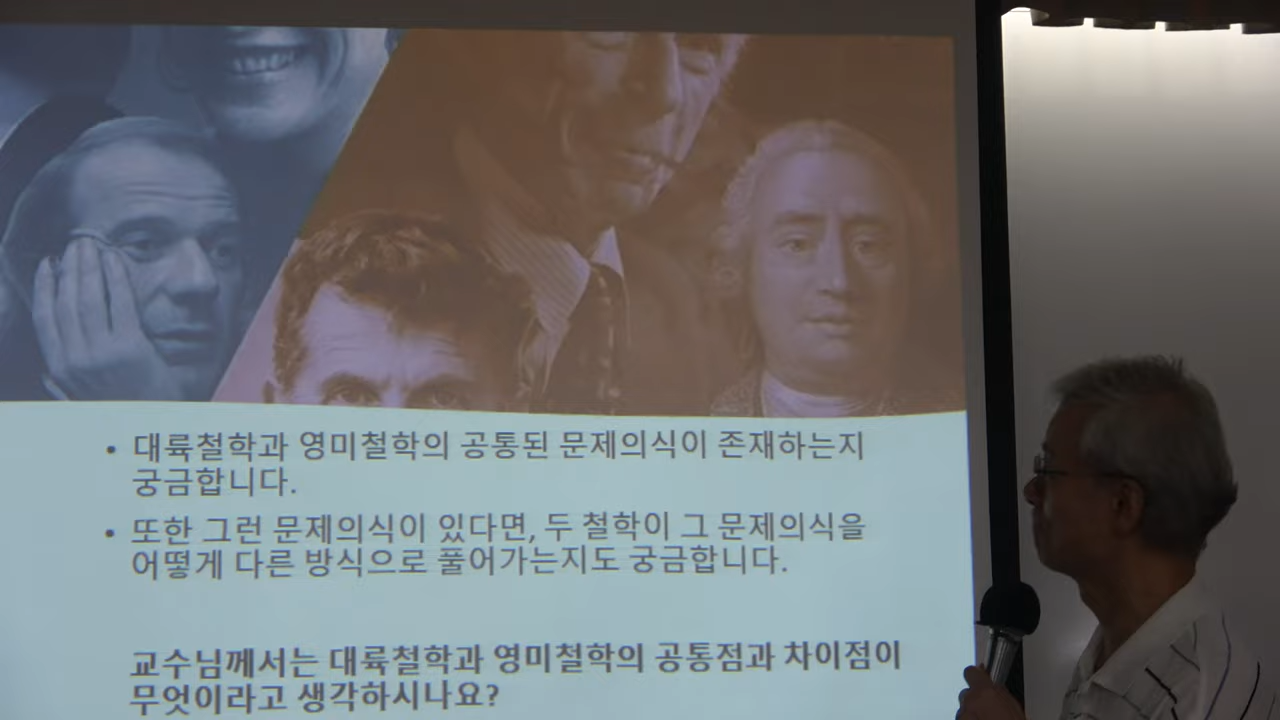 • 대륙철학과 영미철학의 공통된 문제의식이 존재하는지
궁금합니다.
• 또한 그런 문제의식이 있다면, 두 철학이 그 문제의식을
어떻게 다른 방식으로 풀어가는지도 궁금합니다.
교수님께서는 대륙철학과 영미철학의 공통점과 차이점이
무엇이라고 생각하시나요?